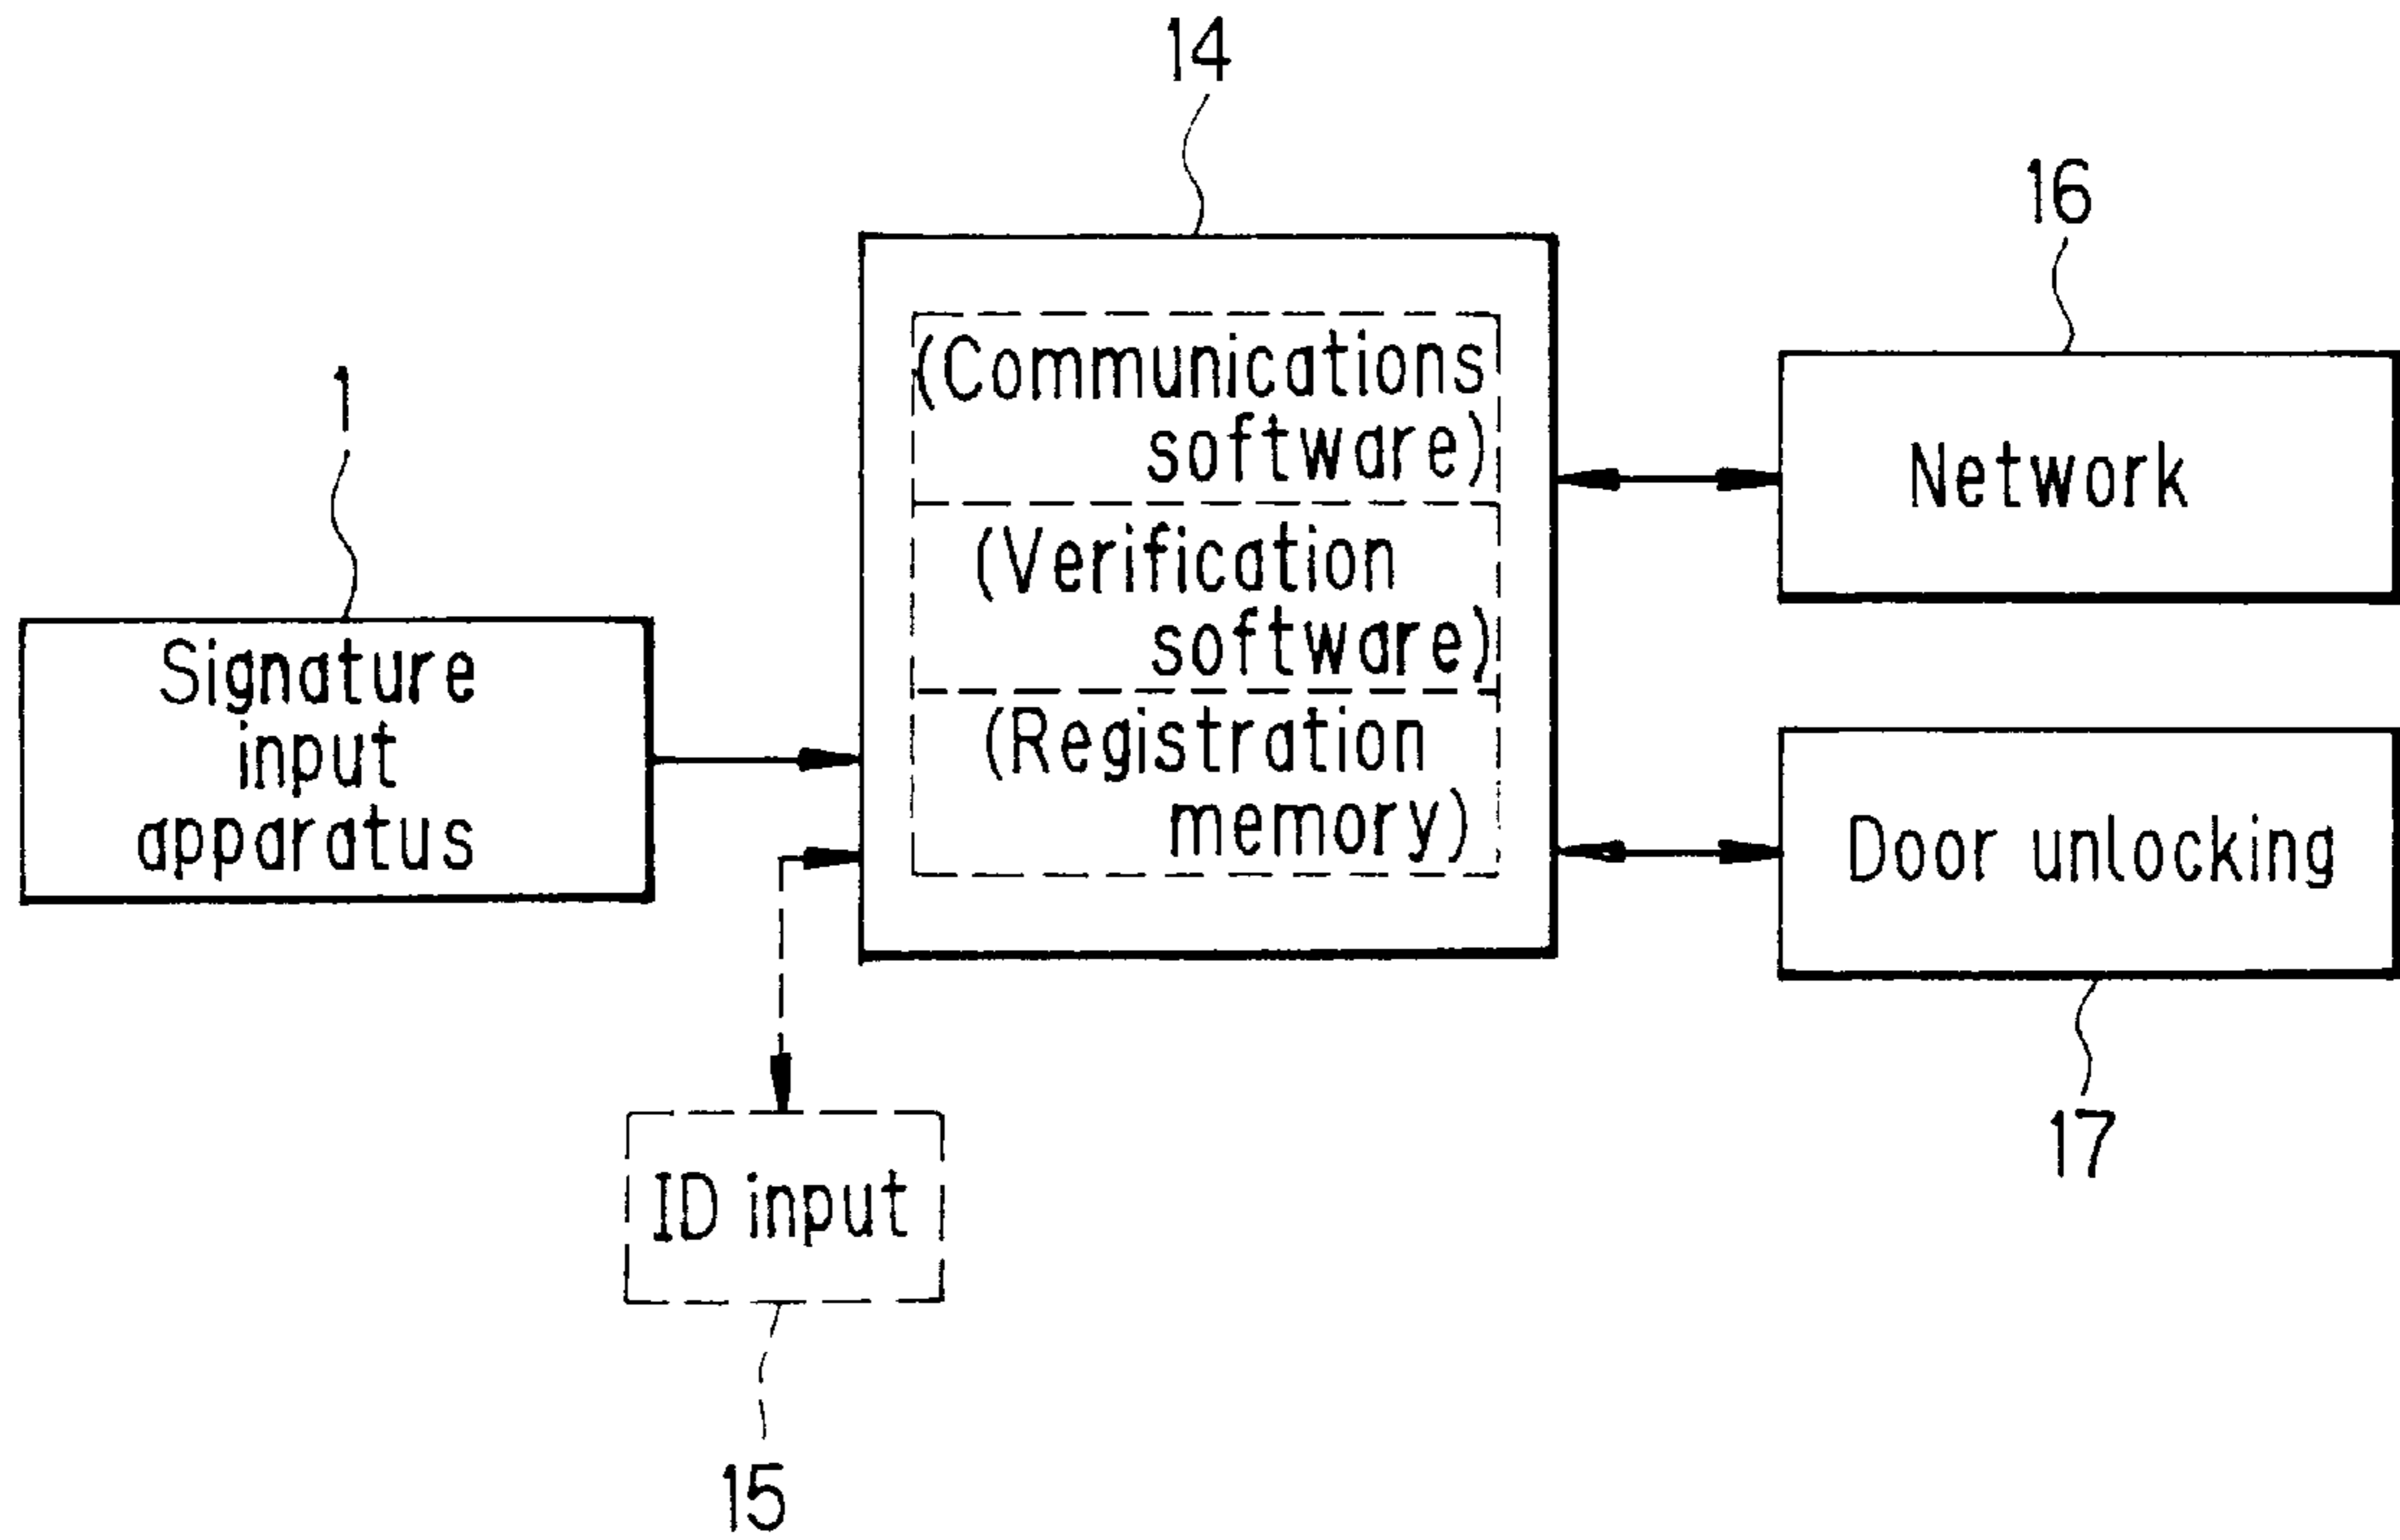 14
16
1
(Communications
software)
(Verification
software)
(Registration
memory)
Network
Signature
input
apparatus
Door unlocking
17
ID input
15